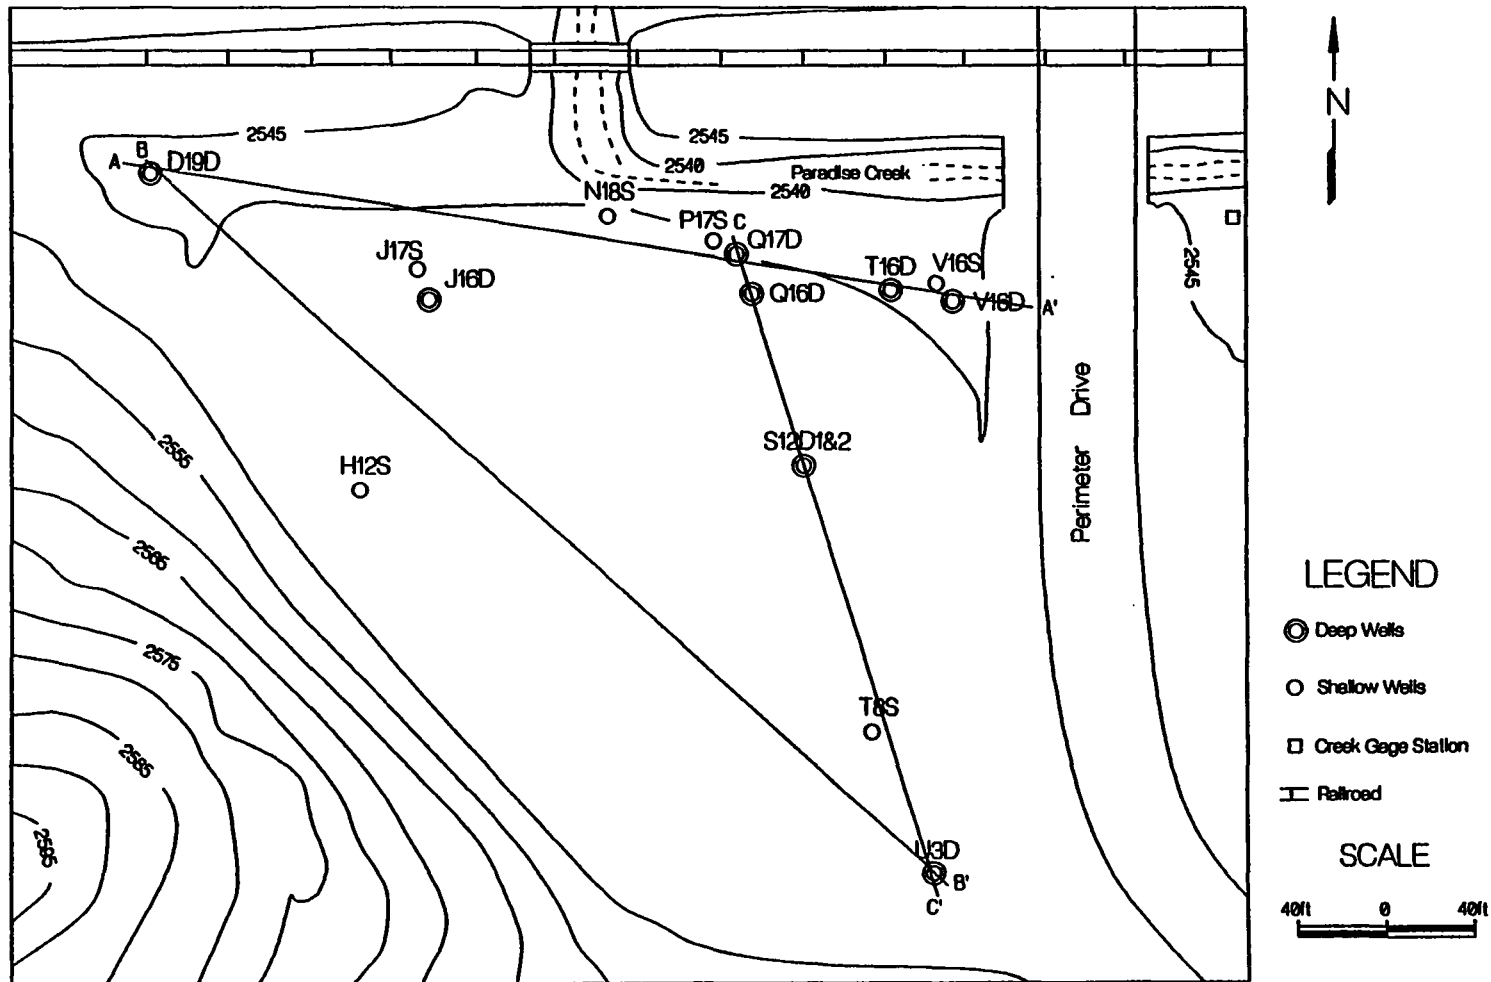 N
2545
2545
2540
Paradise Creek
2540
B
A
D19D
N18S
P17S C
Q17D
J17S
J16D
T16D
V16S
Q16D
V16D
A'
2545
Perimeter Drive
S12D1&2
H12S
2555
2565
2575
2585
2595
T8S
U3D
B'
C'
LEGEND
Deep Wells
Shallow Wells
Creek Gage Station
Railroad
SCALE
40ft 0 40ft